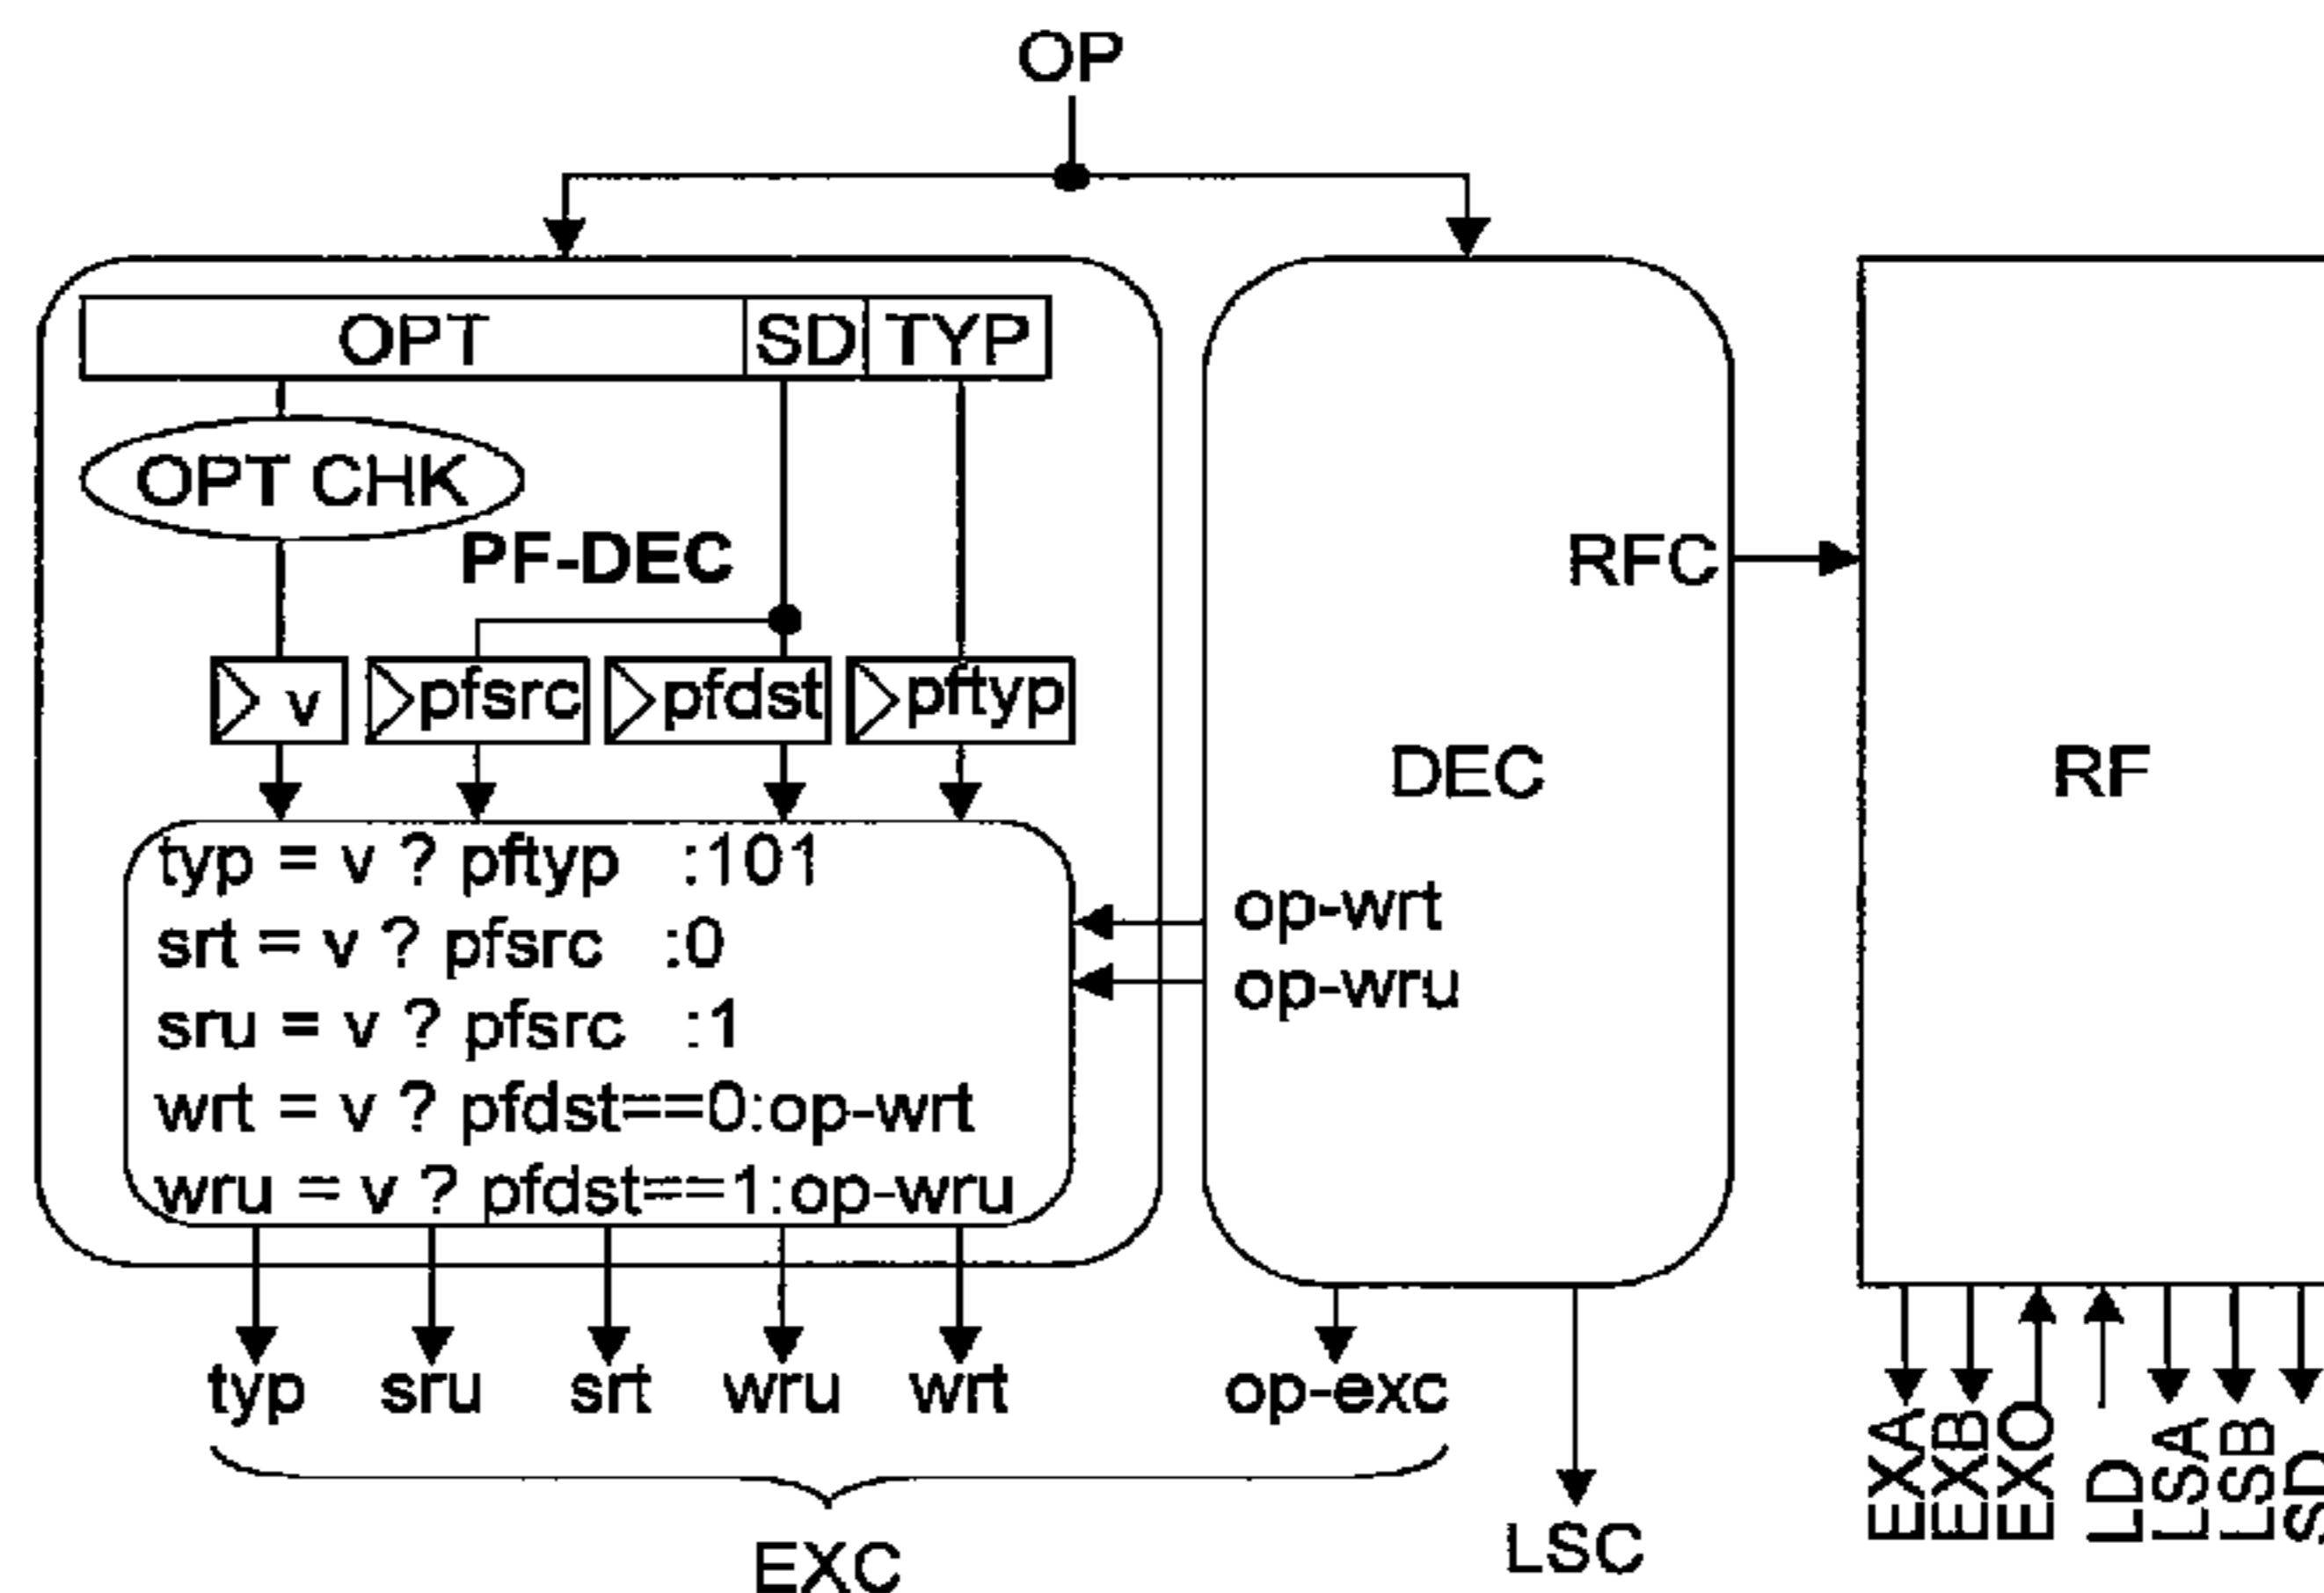 OP
OPT SD TYP
OPT CHK
PF-DEC
RFC
v pfsrc pfdst pftyp
DEC
RF
typ = v ? pftyp :101
srt = v ? pfsrc :0
sru = v ? pfsrc :1
wrt = v ? pfdst==0:op-wrt
wru = v ? pfdst==1:op-wru
op-wrt
op-wru
typ sru srt wru wrt op-exc
EXC
LSC
EXA
EXB
EXO
LD
LSA
LSB
SD